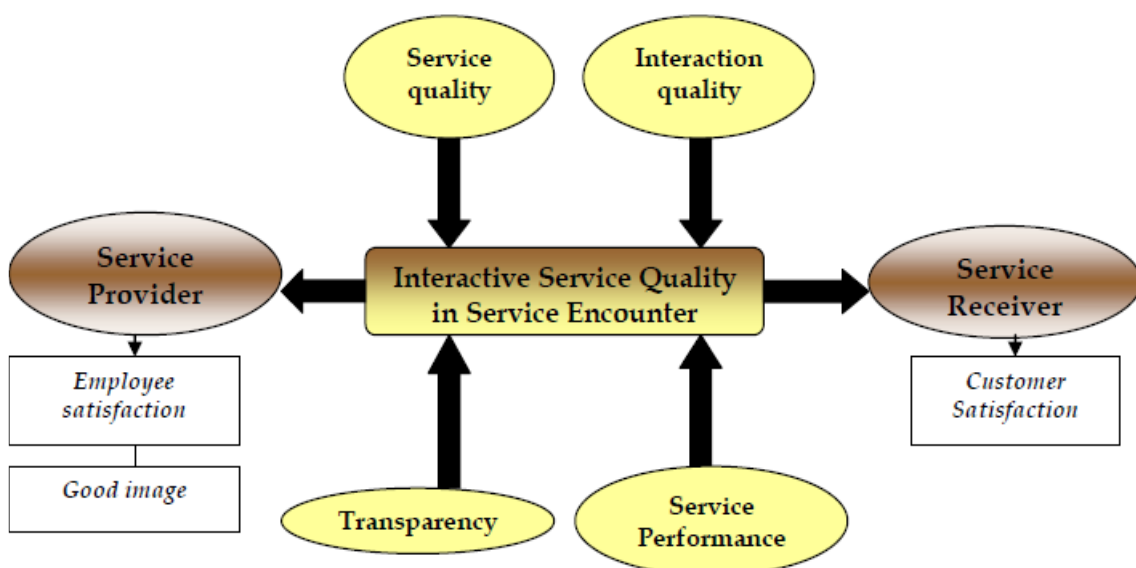 Service
quality
Interaction
quality
Service
Provider
Interactive Service Quality
in Service Encounter
Service
Receiver
Employee
satisfaction
Customer
Satisfaction
Good image
Transparency
Service
Performance